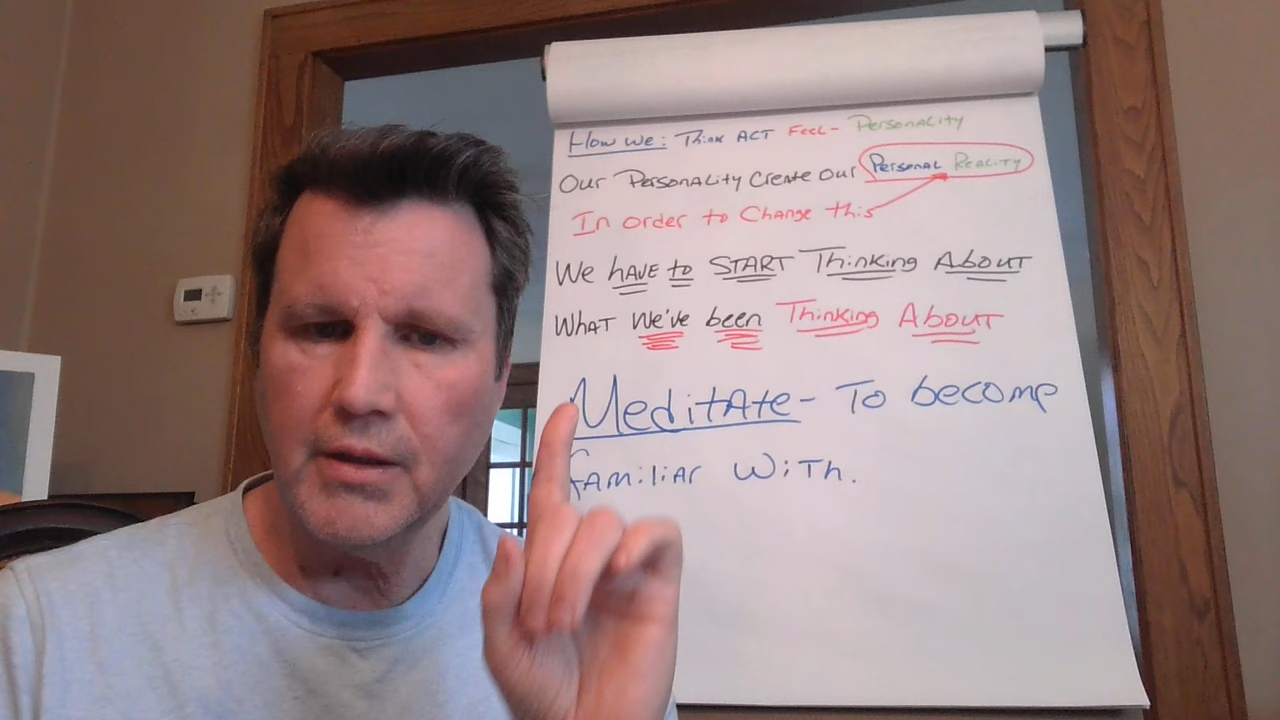 How we: Think ACT Feel- Personality
Our Personality Create Our Personal Reality
In order to Change this
We have to START Thinking About
What we've been Thinking About
Meditate - To become
familiar with.